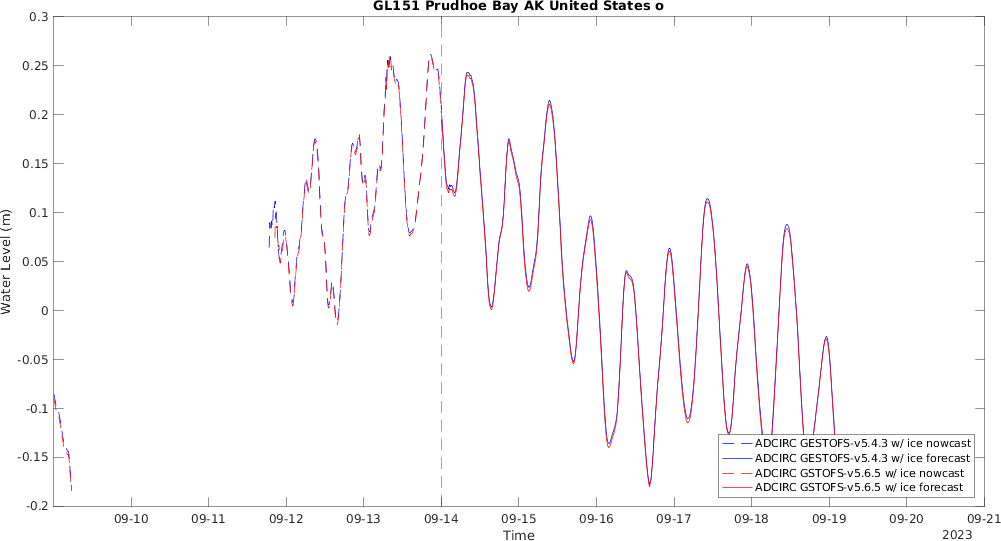 GL151 Prudhoe Bay AK United States o
0.3
0.25
0.2
0.15
0.1
0.05
0
-0.05
-0.1
-0.15
-0.2
Water Level (m)
ADCIRC GESTOFS-v5.4.3 w/ ice nowcast
ADCIRC GESTOFS-v5.4.3 w/ ice forecast
ADCIRC GSTOFS-v5.6.5 w/ ice nowcast
ADCIRC GSTOFS-v5.6.5 w/ ice forecast
09-10 09-11 09-12 09-13 09-14 09-15 09-16 09-17 09-18 09-19 09-20 09-21
Time
2023